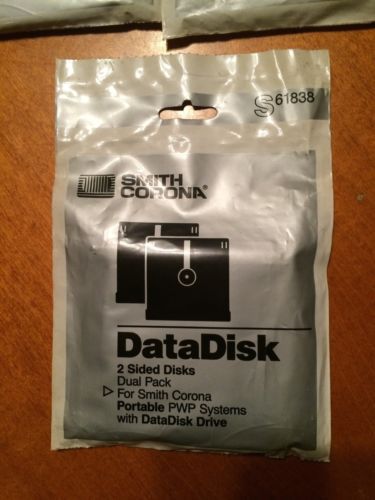 S 61838
SMITH
CORONA®
DataDisk
2 Sided Disks
Dual Pack
For Smith Corona
Portable PWP Systems
with DataDisk Drive